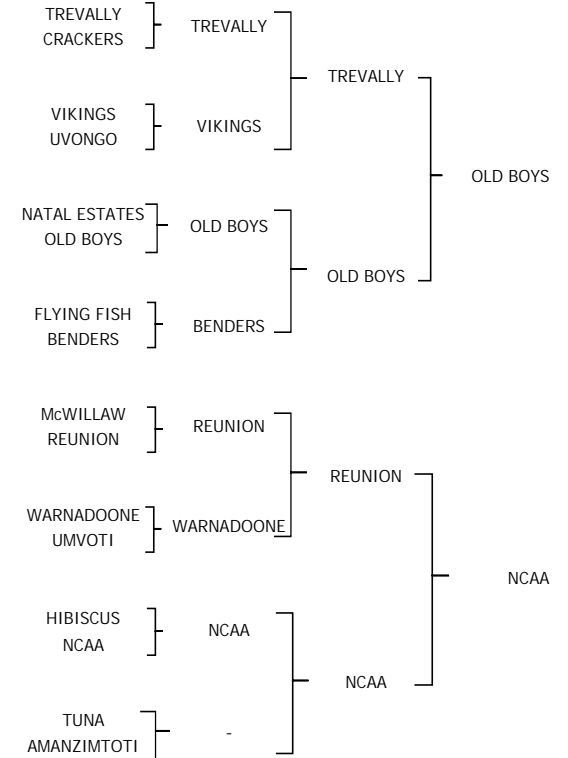 TREVALLY
CRACKERS
TREVALLY
TREVALLY
VIKINGS
UVONGO
VIKINGS
OLD BOYS
NATAL ESTATES
OLD BOYS
OLD BOYS
OLD BOYS
FLYING FISH
BENDERS
BENDERS
McWILLAW
REUNION
REUNION
REUNION
WARNADOONE
UMVOTI
WARNADOONE
NCAA
HIBISCUS
NCAA
NCAA
NCAA
TUNA
AMANZIMTOTI
-